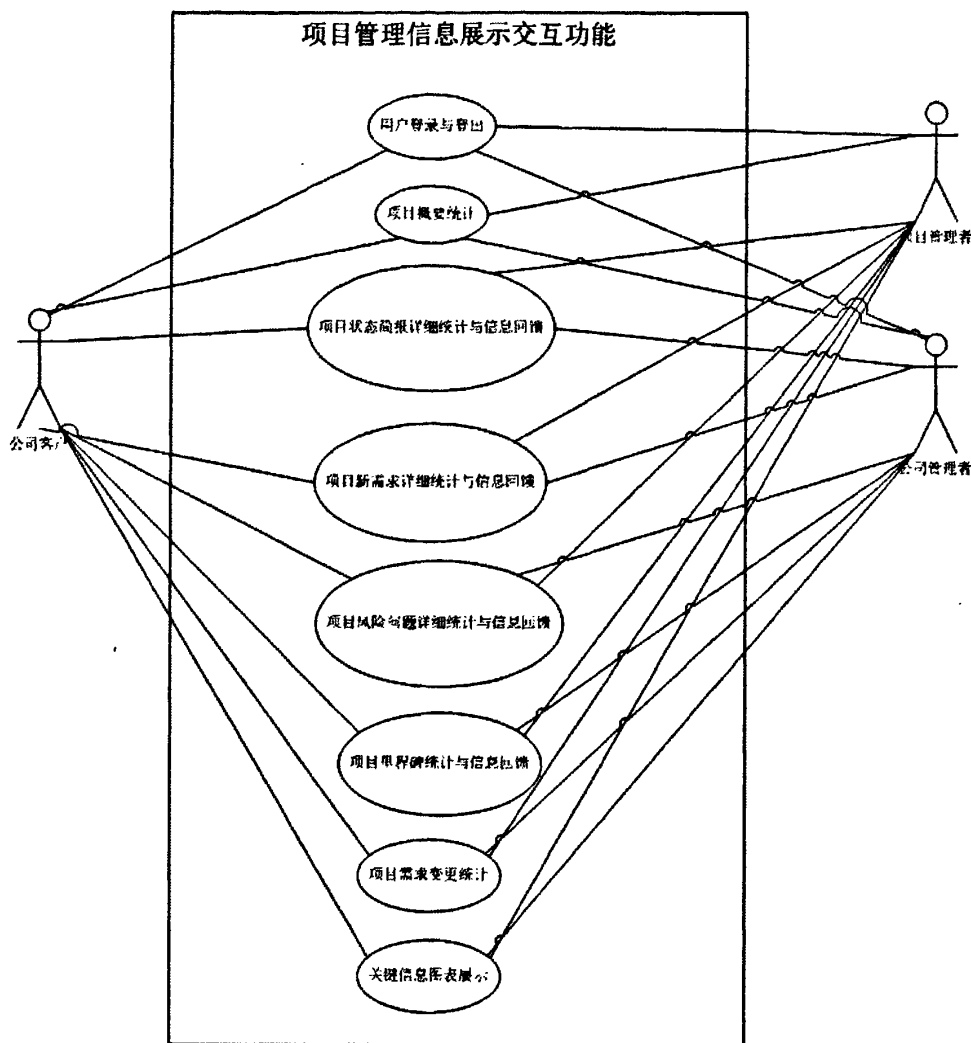 项目管理信息展示交互功能
用户登录与登出
项目概要统计
项目管理者
项目状态简报详细统计与信息回馈
公司客户
公司管理者
项目新需求详细统计与信息回馈
项目风险问题详细统计与信息回馈
项目里程碑统计与信息回馈
项目需求变更统计
关键信息图表展示